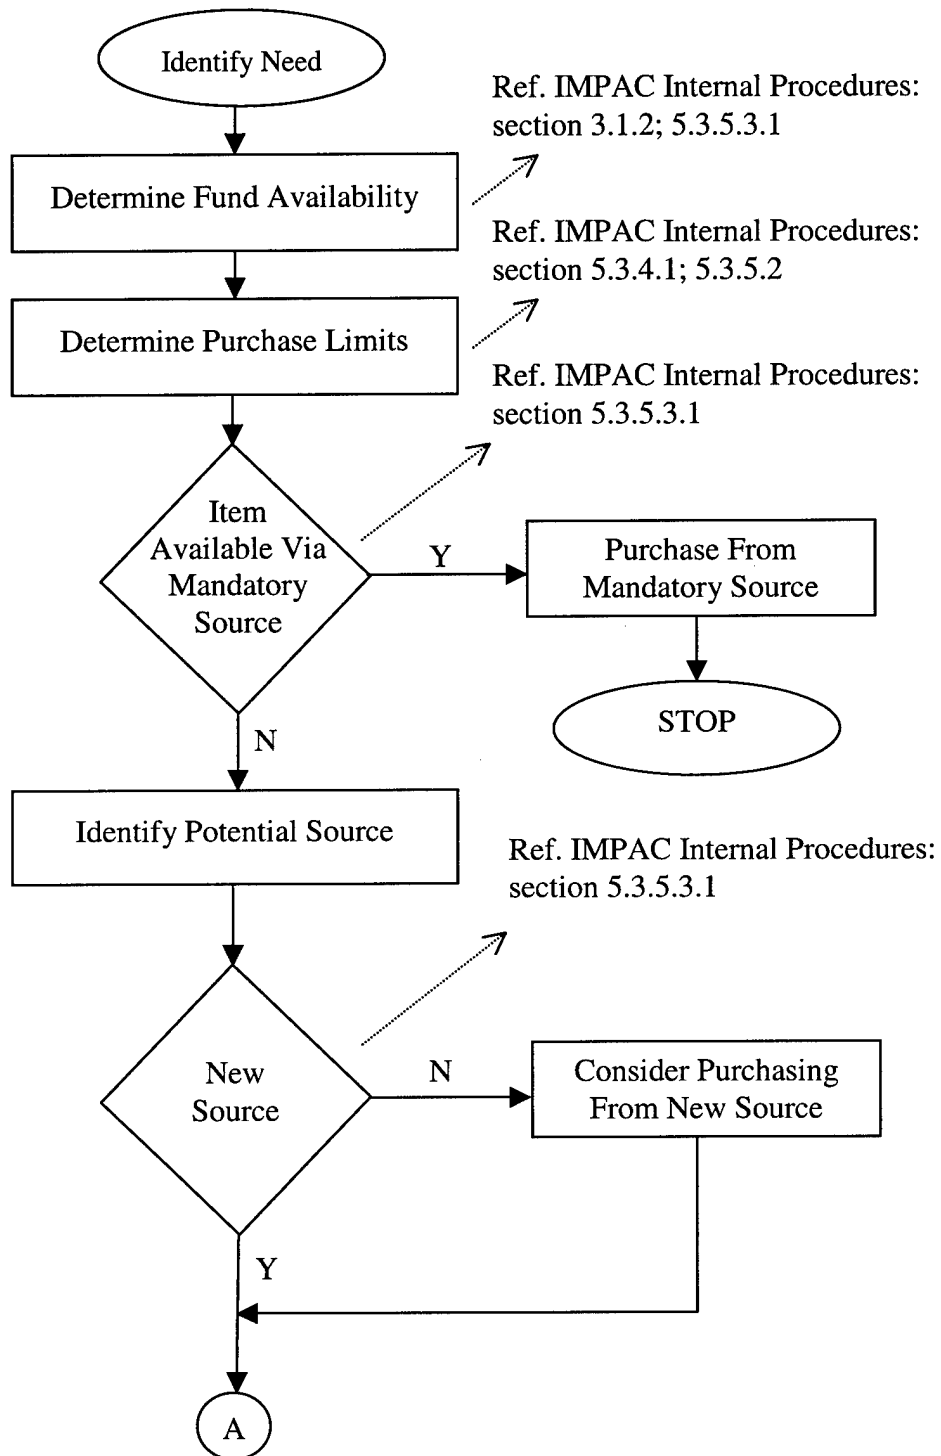 Identify Need
Ref. IMPAC Internal Procedures:
section 3.1.2; 5.3.5.3.1
Determine Fund Availability
Ref. IMPAC Internal Procedures:
section 5.3.4.1; 5.3.5.2
Determine Purchase Limits
Ref. IMPAC Internal Procedures:
section 5.3.5.3.1
Item
Available Via
Mandatory
Source
Y
Purchase From
Mandatory Source
STOP
N
Identify Potential Source
Ref. IMPAC Internal Procedures:
section 5.3.5.3.1
New
Source
N
Consider Purchasing
From New Source
Y
A